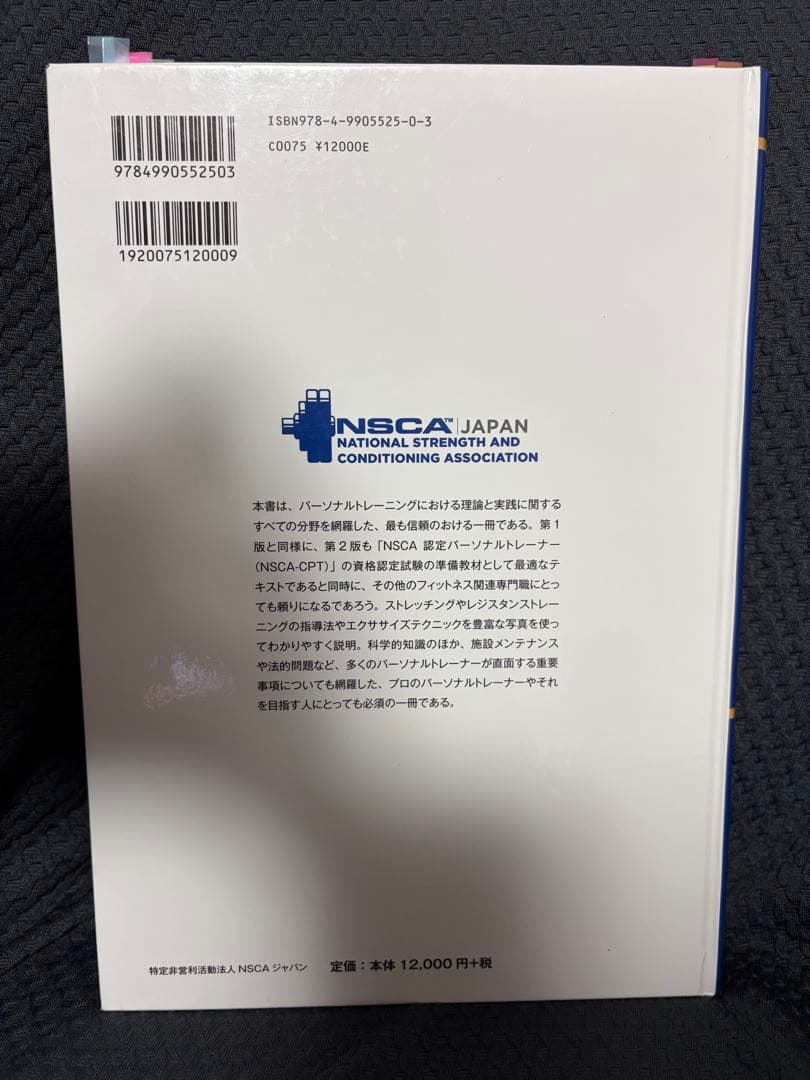 ISBN978-4-9905525-0-3
C0075 ¥12000E
9784990552503
1920075120009
NSCA™ JAPAN
NATIONAL STRENGTH AND
CONDITIONING ASSOCIATION
本書は、パーソナルトレーニングにおける理論と実践に関する
すべての分野を網羅した、最も信頼のおける一冊である。第1
版と同様に、第2版も「NSCA 認定パーソナルトレーナー
(NSCA-CPT)」の資格認定試験の準備教材として最適なテ
キストであると同時に、その他のフィットネス関連専門職にとっ
ても頼りになるであろう。ストレッチングやレジスタンストレー
ニングの指導法やエクササイズテクニックを豊富な写真を使っ
てわかりやすく説明。科学的知識のほか、施設メンテナンス
や法的問題など、多くのパーソナルトレーナーが直面する重要
事項についても網羅した、プロのパーソナルトレーナーやそれ
を目指す人にとっても必須の一冊である。
特定非営利活動法人 NSCA ジャパン
定価：本体 12,000円+税